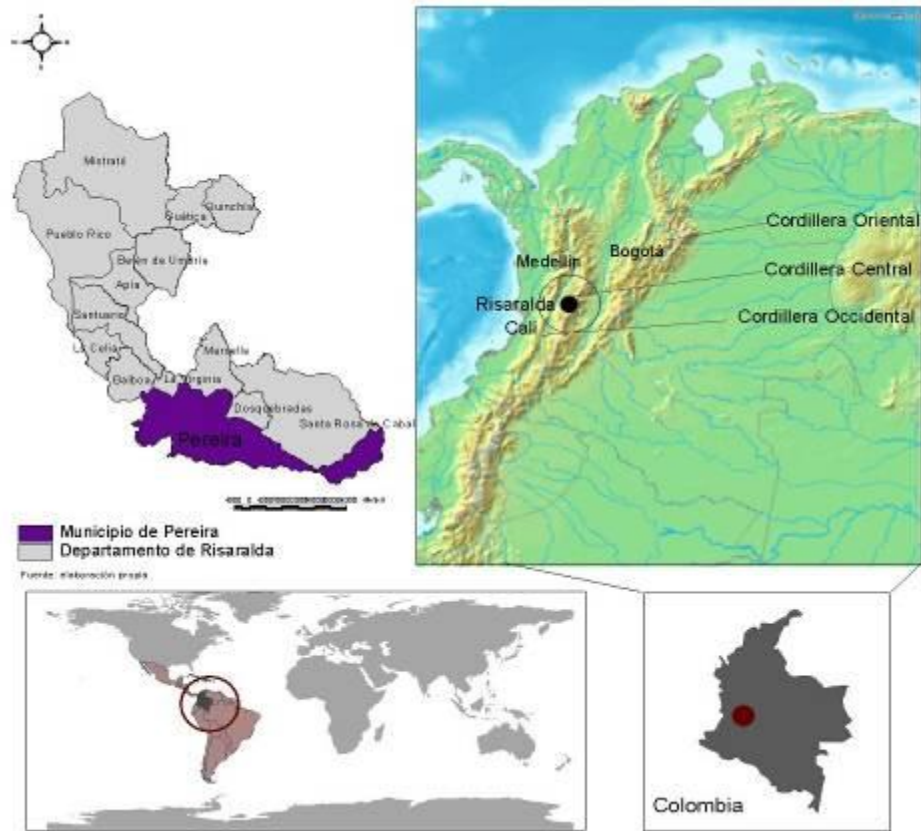 Mistrató
Guática
Quinchía
Pueblo Rico
Belén de Umbría
Apía
Santuario
La Celia
Marsella
Balboa
La Virginia
Dosquebradas
Santa Rosa de Cabal
Pereira
Municipio de Pereira
Departamento de Risaralda
Fuente: elaboración propia.
Cordillera Oriental
Bogotá
Medellín
Cordillera Central
Risaralda
Cali
Cordillera Occidental
Colombia